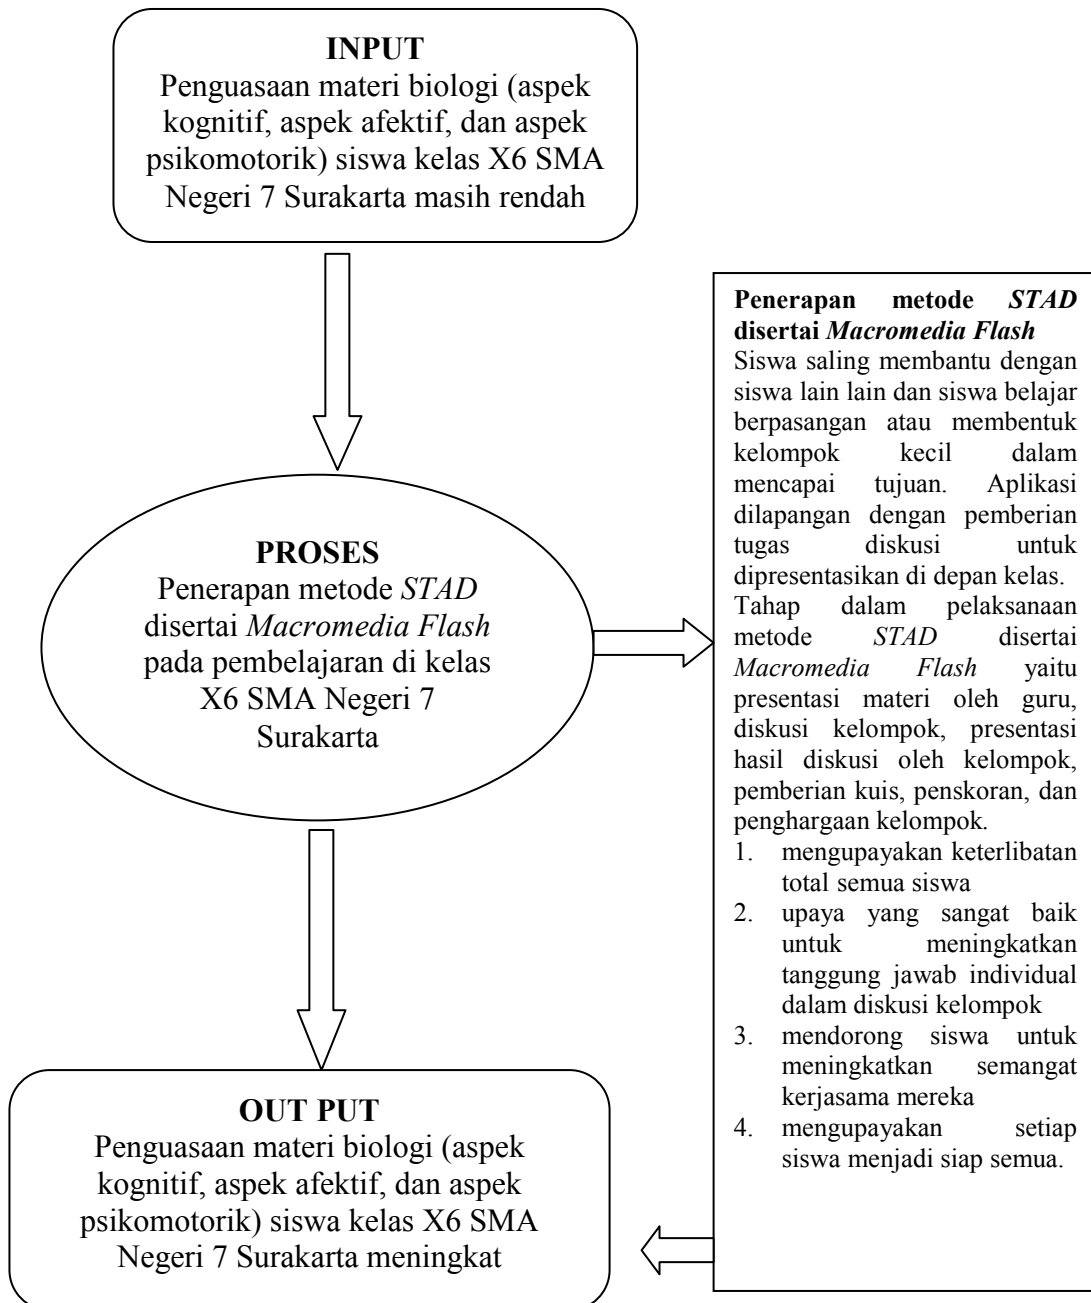 INPUT
Penguasaan materi biologi (aspek
kognitif, aspek afektif, dan aspek
psikomotorik) siswa kelas X6 SMA
Negeri 7 Surakarta masih rendah
PROSES
Penerapan metode STAD
disertai Macromedia Flash
pada pembelajaran di kelas
X6 SMA Negeri 7
Surakarta
Penerapan metode STAD
disertai Macromedia Flash
Siswa saling membantu dengan
siswa lain lain dan siswa belajar
berpasangan atau membentuk
kelompok kecil dalam
mencapai tujuan. Aplikasi
dilapangan dengan pemberian
tugas diskusi untuk
dipresentasikan di depan kelas.
Tahap dalam pelaksanaan
metode STAD disertai
Macromedia Flash yaitu
presentasi materi oleh guru,
diskusi kelompok, presentasi
hasil diskusi oleh kelompok,
pemberian kuis, penskoran, dan
penghargaan kelompok.
1. mengupayakan keterlibatan
total semua siswa
2. upaya yang sangat baik
untuk meningkatkan
tanggung jawab individual
dalam diskusi kelompok
3. mendorong siswa untuk
meningkatkan semangat
kerjasama mereka
4. mengupayakan setiap
siswa menjadi siap semua.
OUT PUT
Penguasaan materi biologi (aspek
kognitif, aspek afektif, dan aspek
psikomotorik) siswa kelas X6 SMA
Negeri 7 Surakarta meningkat